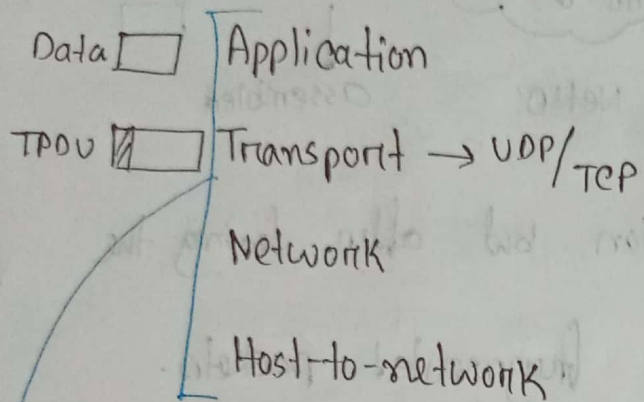 Data Application
TPDU Transport → UDP/TCP
Network
Host-to-network